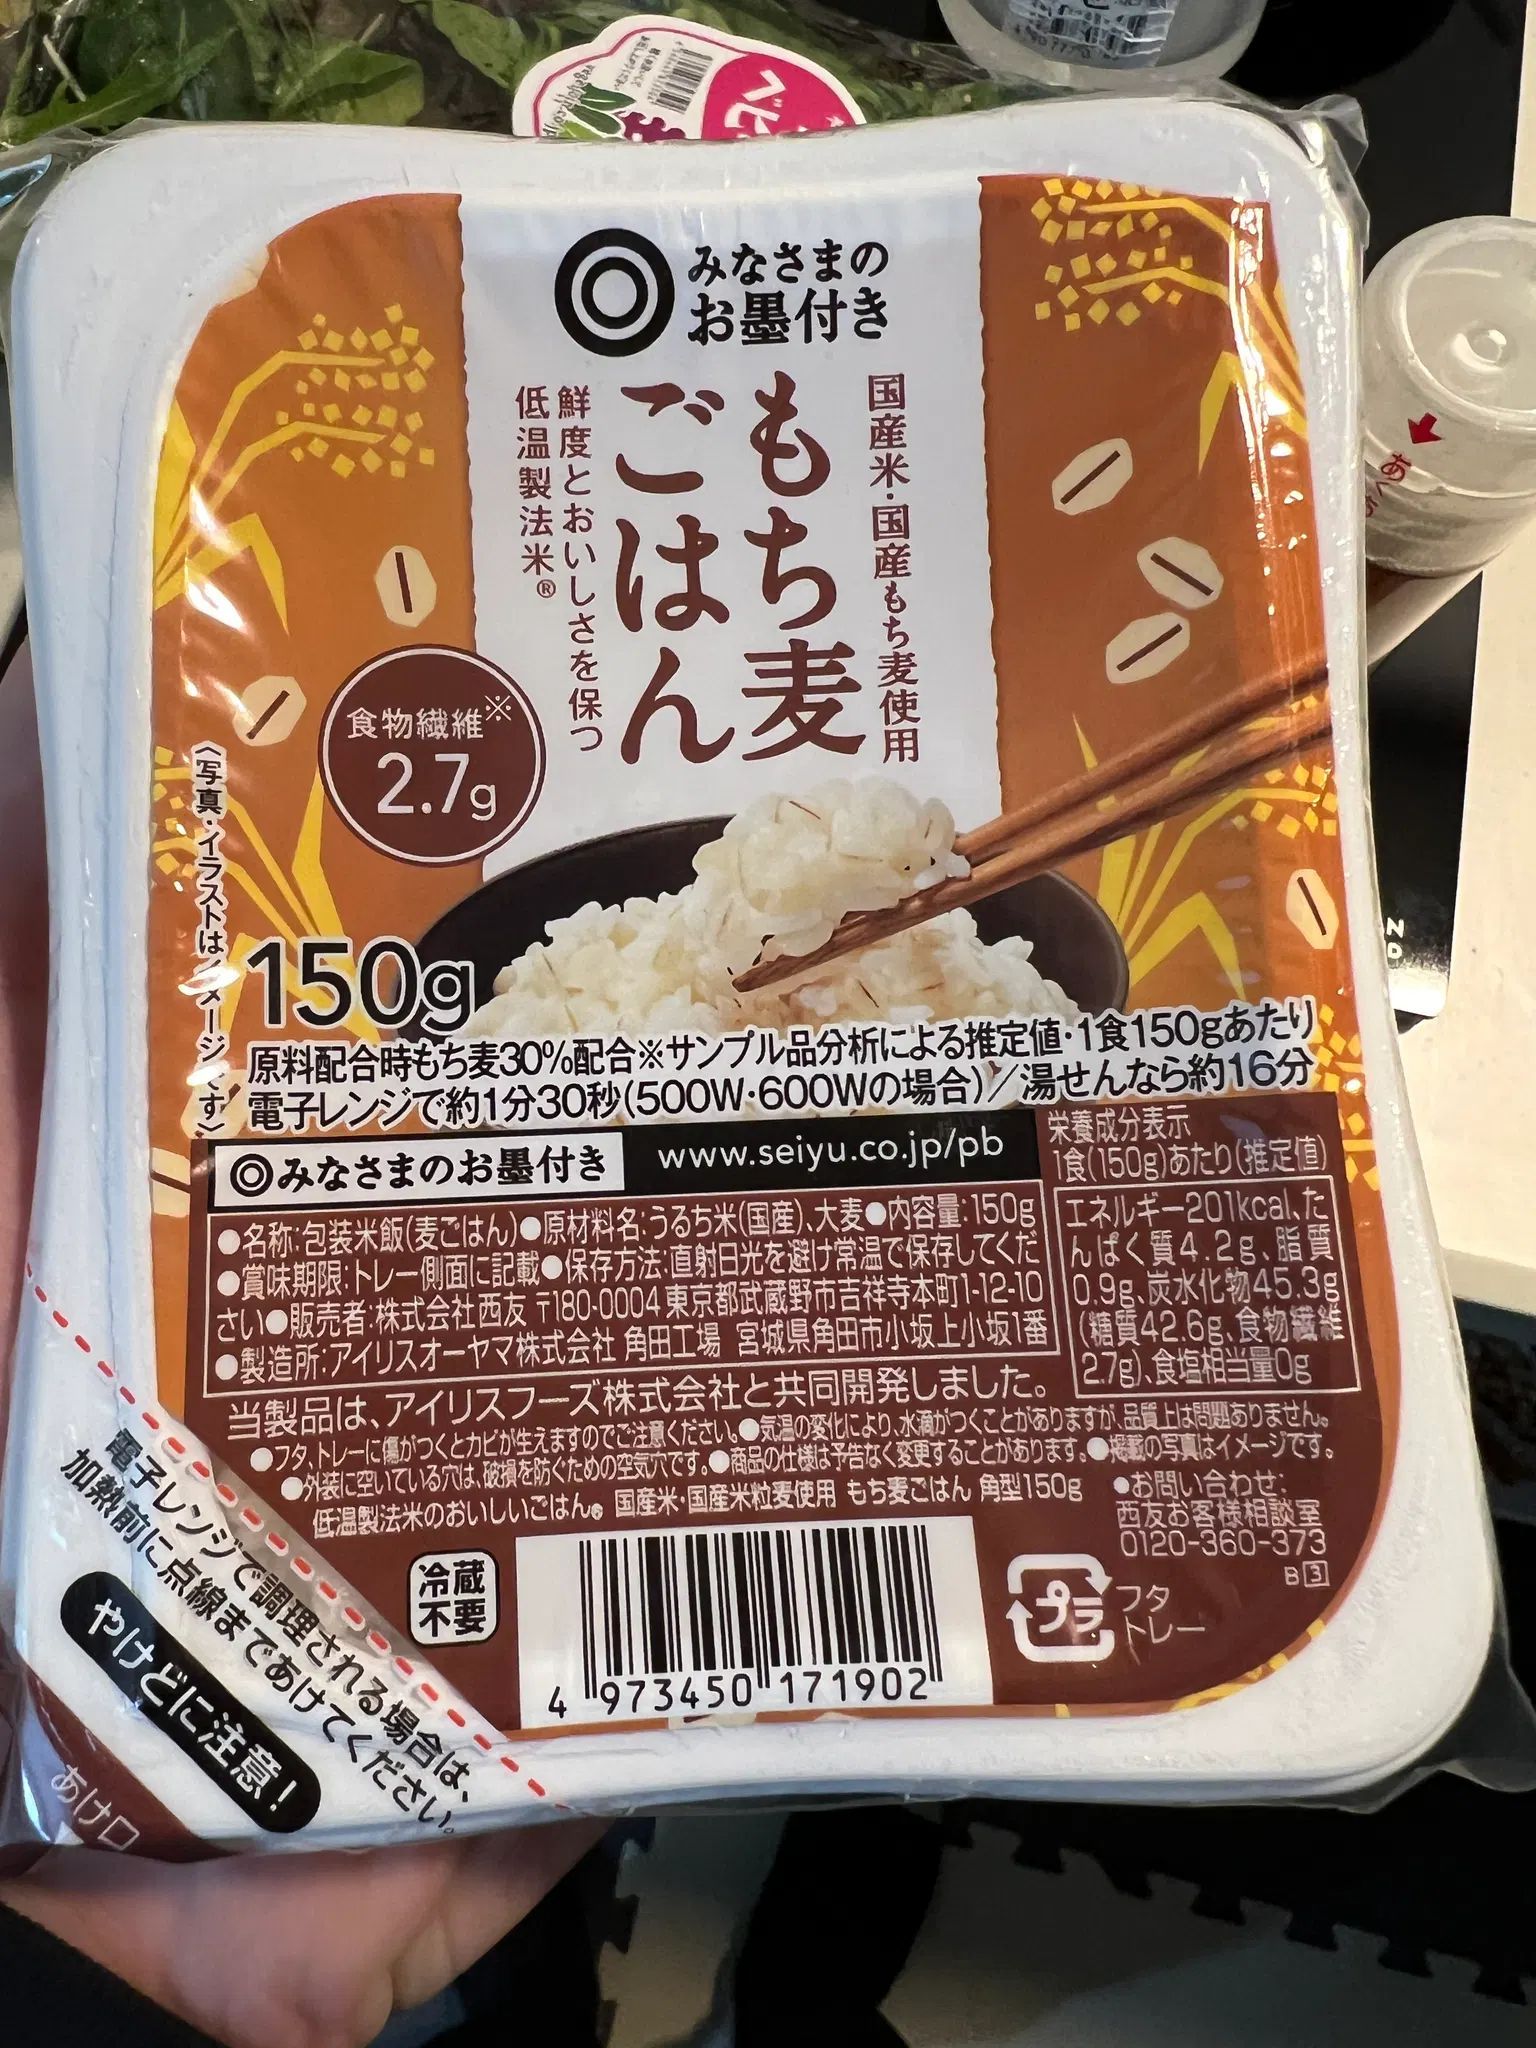 みなさまの
お墨付き
国産米・国産もち麦使用
もち麦
ごはん
鮮度とおいしさを保つ
低温製法米®
食物繊維※
2.7g
〈写真・イラストはイメージです〉
150g
原料配合時もち麦30%配合※サンプル品分析による推定値・1食150gあたり
電子レンジで約1分30秒(500W・600Wの場合)/湯せんなら約16分
みなさまのお墨付き www.seiyu.co.jp/pb
●名称:包装米飯(麦ごはん)●原材料名:うるち米(国産)、大麦●内容量:150g
●賞味期限:トレー側面に記載●保存方法:直射日光を避け常温で保存してくだ
さい●販売者:株式会社西友 〒180-0004 東京都武蔵野市吉祥寺本町1-12-10
●製造所:アイリスオーヤマ株式会社 角田工場 宮城県角田市小坂上小坂1番
栄養成分表示
1食(150g)あたり(推定値)
エネルギー201kcal、た
んぱく質4.2g、脂質
0.9g、炭水化物45.3g
(糖質42.6g、食物繊維
2.7g)、食塩相当量0g
当製品は、アイリスフーズ株式会社と共同開発しました。
●フタ、トレーに傷がつくとカビが生えますのでご注意ください。●気温の変化により、水滴がつくことがありますが、品質上は問題ありません。
●外装に空いている穴は、破損を防ぐための空気穴です。●商品の仕様は予告なく変更することがあります。●掲載の写真はイメージです。
低温製法米のおいしいごはん® 国産米・国産米粒麦使用 もち麦ごはん 角型150g
●お問い合わせ:
西友お客様相談室
0120-360-373
B3
冷蔵
不要
4 973450 171902
プラ
フタ
トレー
電子レンジで調理される場合は、
加熱前に点線まであけてください。
やけどに注意!
あけ口